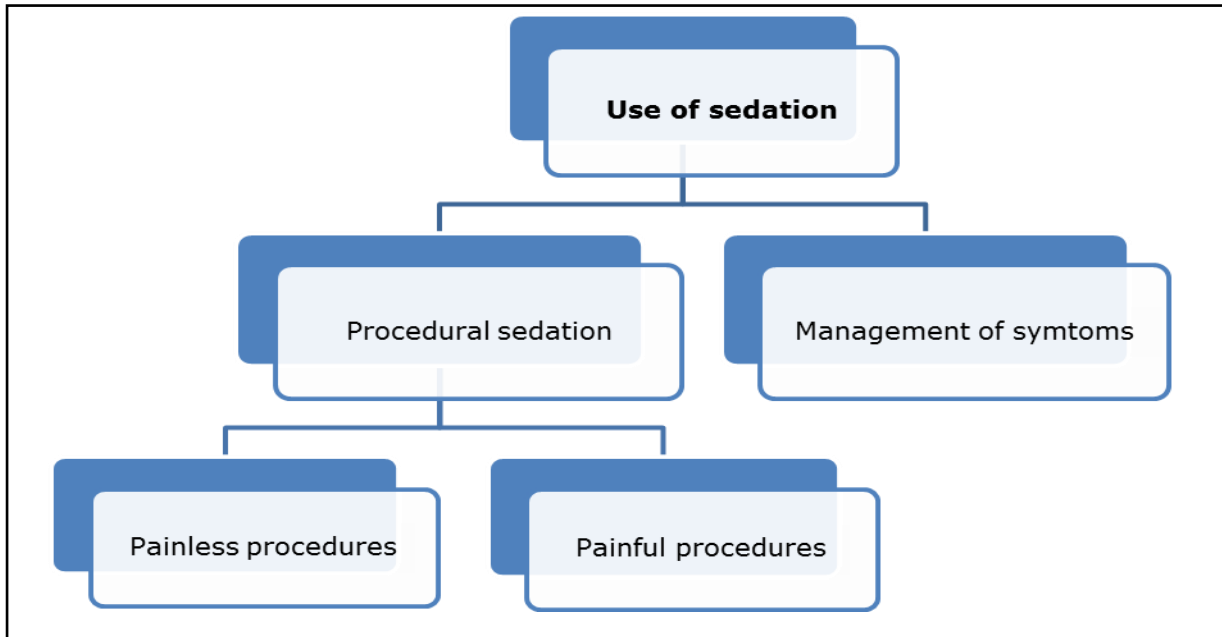 Use of sedation
Procedural sedation
Management of symtoms
Painless procedures
Painful procedures